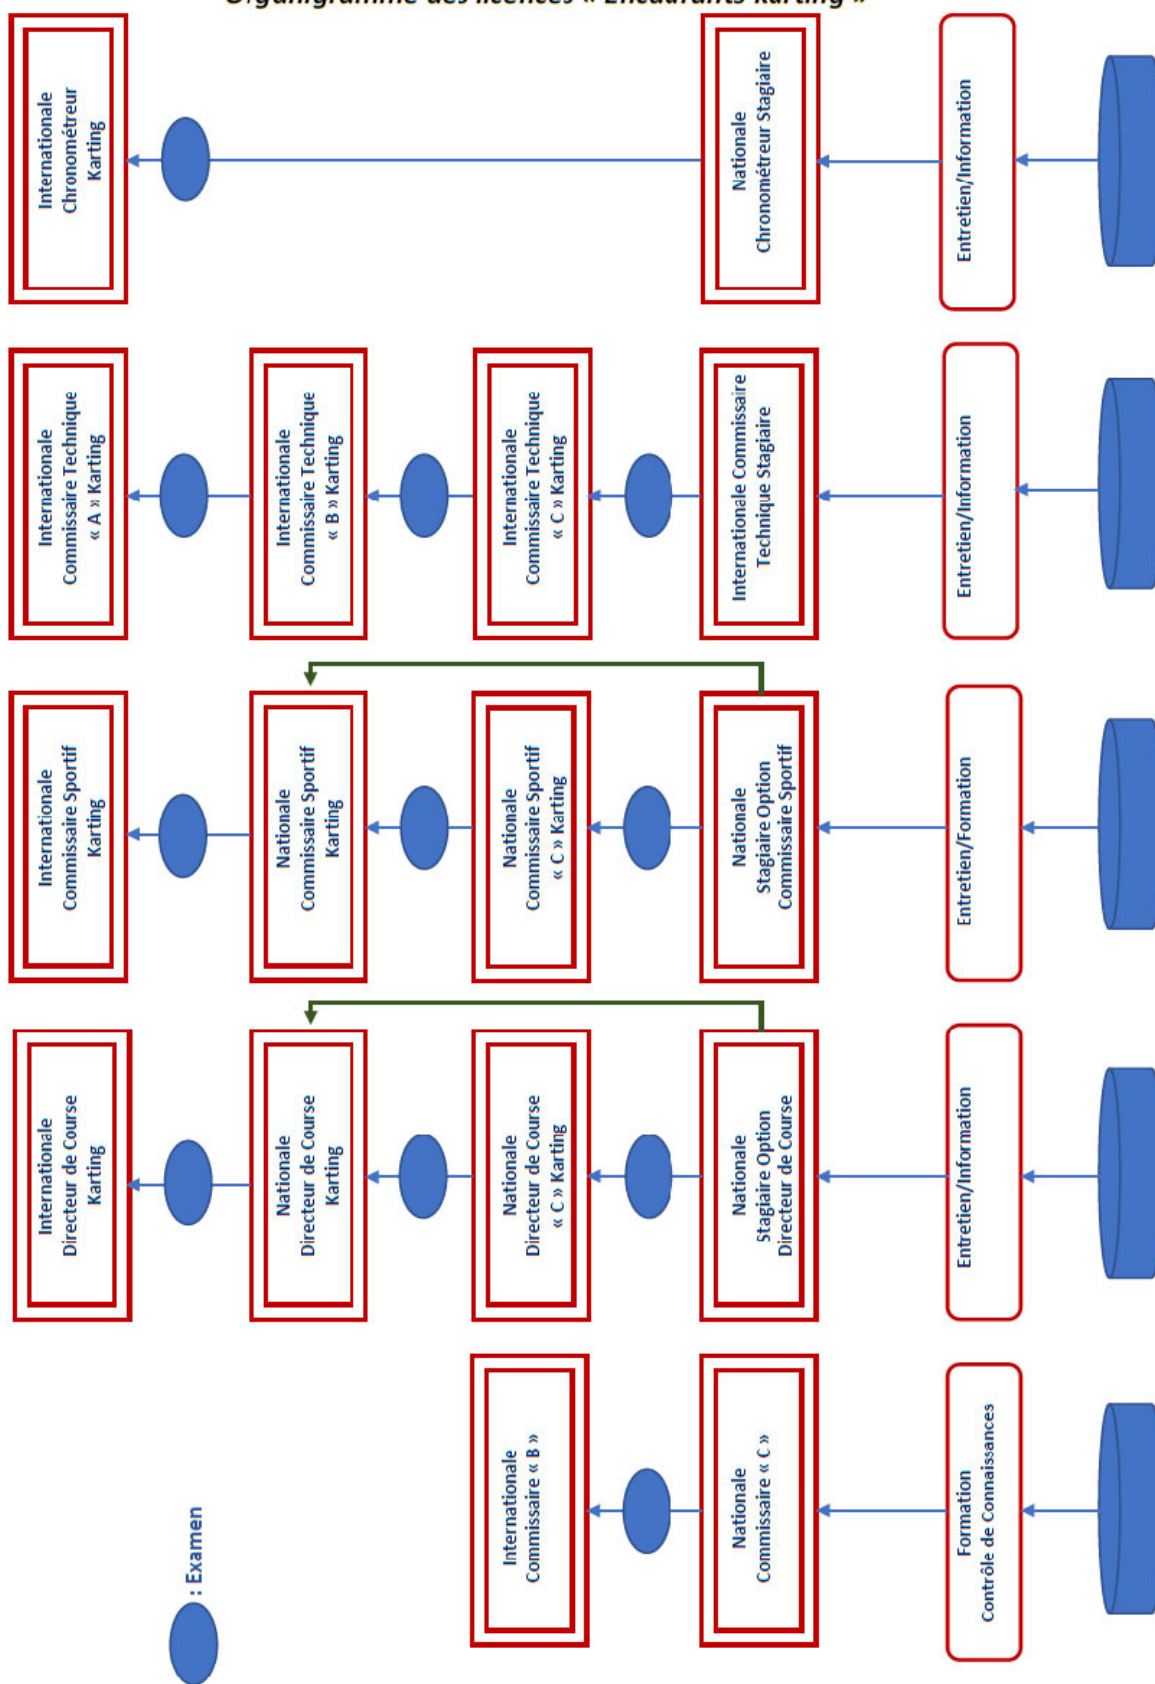 Organigramme des licences « Encadrants Karting »
Internationale
Directeur de Course
Karting
Internationale
Commissaire Sportif
Karting
Internationale
Commissaire Technique
« A » Karting
Internationale
Chronométreur
Karting
: Examen
Nationale
Directeur de Course
Karting
Nationale
Commissaire Sportif
Karting
Internationale
Commissaire Technique
« B » Karting
Internationale
Commissaire « B »
Nationale
Directeur de Course
« C » Karting
Nationale
Commissaire Sportif
« C » Karting
Internationale
Commissaire Technique
« C » Karting
Nationale
Commissaire « C »
Nationale
Stagiaire Option
Directeur de Course
Nationale
Stagiaire Option
Commissaire Sportif
Internationale Commissaire
Technique Stagiaire
Nationale
Chronométreur Stagiaire
Formation
Contrôle de Connaissances
Entretien/Information
Entretien/Formation
Entretien/Information
Entretien/Information